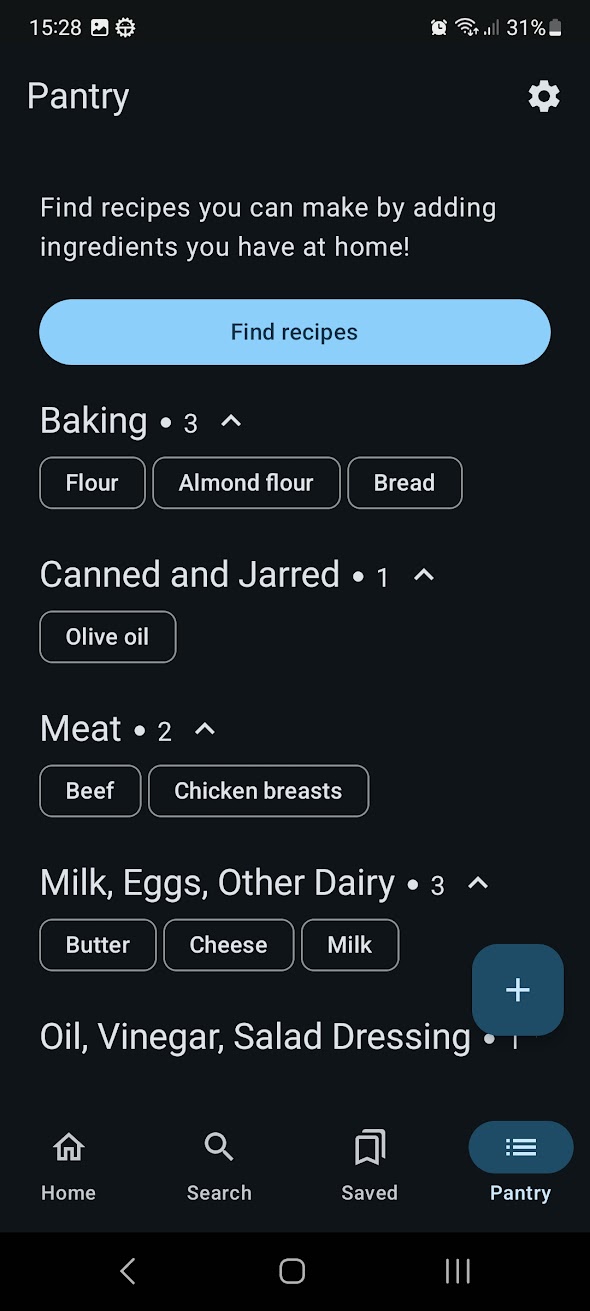 15:28 31%
Pantry
Find recipes you can make by adding
ingredients you have at home!
Find recipes
Baking • 3
Flour Almond flour Bread
Canned and Jarred • 1
Olive oil
Meat • 2
Beef Chicken breasts
Milk, Eggs, Other Dairy • 3
Butter Cheese Milk
Oil, Vinegar, Salad Dressing •
Home Search Saved Pantry